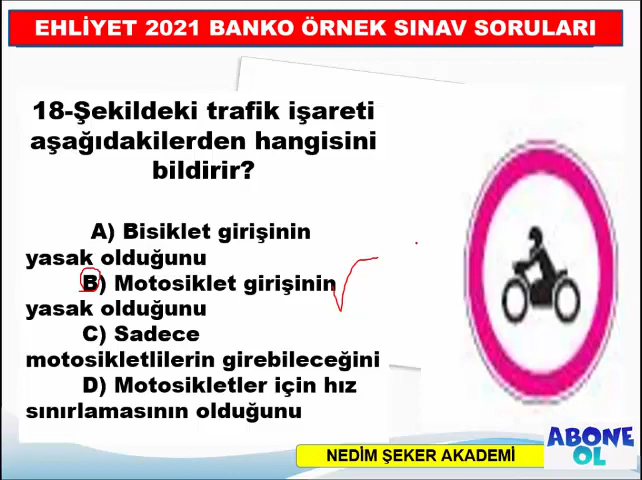 EHLİYET 2021 BANKO ÖRNEK SINAV SORULARI
18-Şekildeki trafik işareti
aşağıdakilerden hangisini
bildirir?
A) Bisiklet girişinin
yasak olduğunu
B) Motosiklet girişinin
yasak olduğunu
C) Sadece
motosikletlilerin girebileceğini
D) Motosikletler için hız
sınırlamasının olduğunu
NEDİM ŞEKER AKADEMİ
ABONE
OL